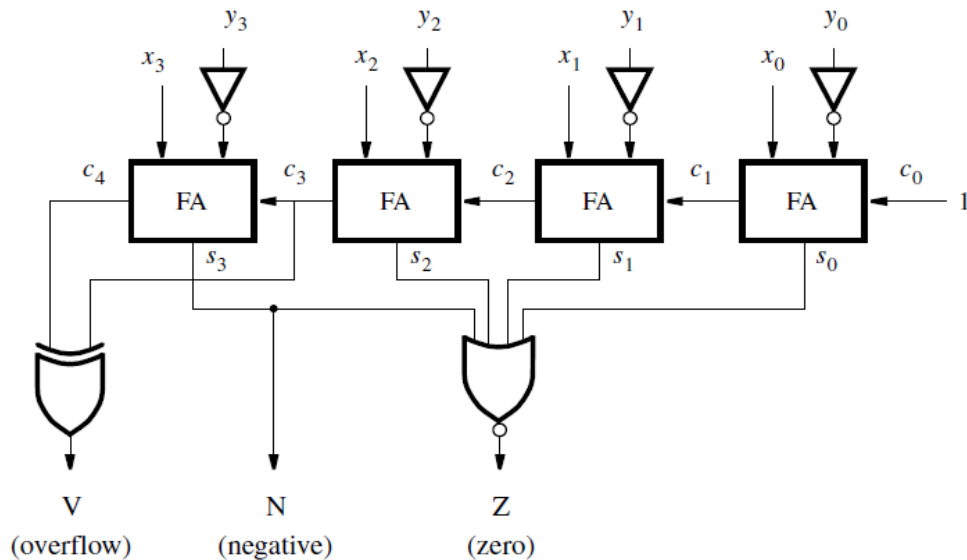 y3 y2 y1 y0
x3 x2 x1 x0
c4 FA c3 FA c2 FA c1 FA c0 1
s3 s2 s1 s0
V N Z
(overflow) (negative) (zero)